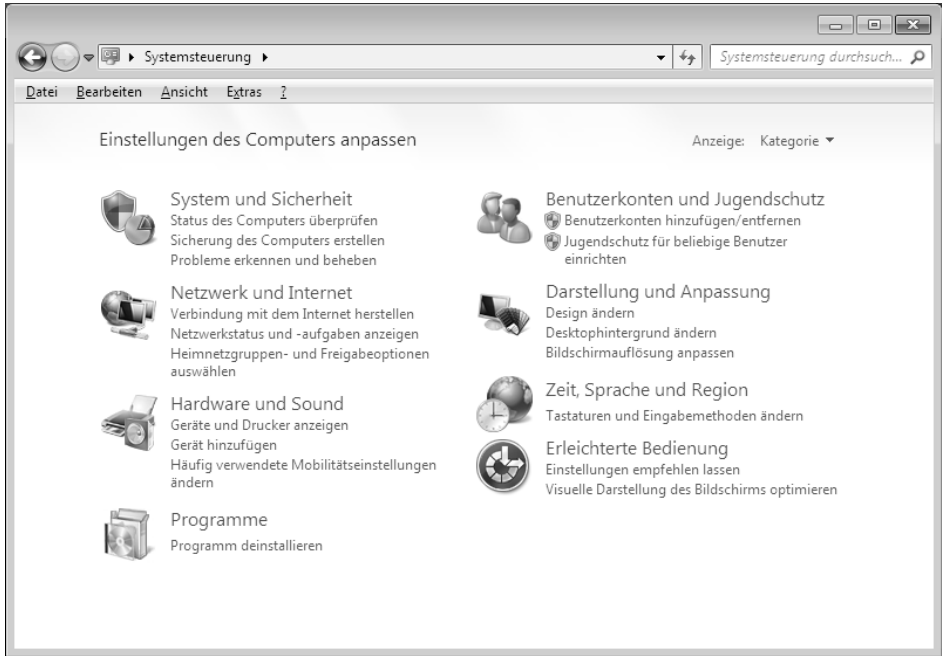 Systemsteuerung
Systemsteuerung durchsuch...
Datei Bearbeiten Ansicht Extras ?
Einstellungen des Computers anpassen
Anzeige: Kategorie
System und Sicherheit
Status des Computers überprüfen
Sicherung des Computers erstellen
Probleme erkennen und beheben
Netzwerk und Internet
Verbindung mit dem Internet herstellen
Netzwerkstatus und -aufgaben anzeigen
Heimnetzgruppen- und Freigabeoptionen
auswählen
Hardware und Sound
Geräte und Drucker anzeigen
Gerät hinzufügen
Häufig verwendete Mobilitätseinstellungen
ändern
Programme
Programm deinstallieren
Benutzerkonten und Jugendschutz
Benutzerkonten hinzufügen/entfernen
Jugendschutz für beliebige Benutzer
einrichten
Darstellung und Anpassung
Design ändern
Desktophintergrund ändern
Bildschirmauflösung anpassen
Zeit, Sprache und Region
Tastaturen und Eingabemethoden ändern
Erleichterte Bedienung
Einstellungen empfehlen lassen
Visuelle Darstellung des Bildschirms optimieren